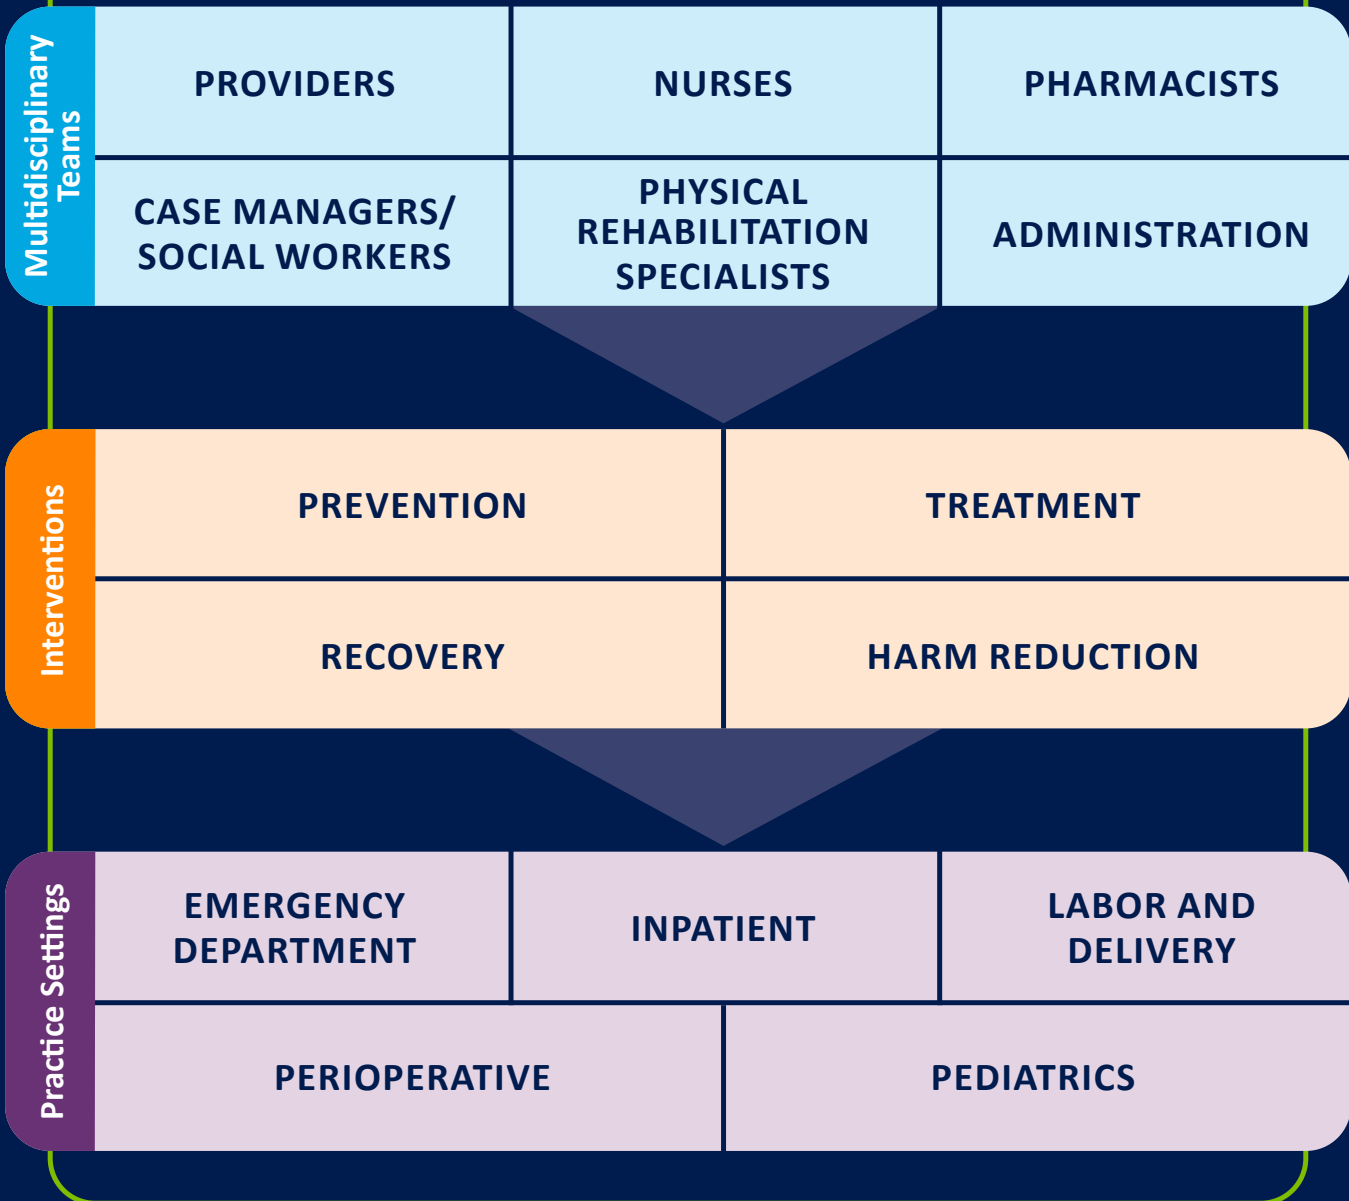 Multidisciplinary
Teams
PROVIDERS
NURSES
PHARMACISTS
CASE MANAGERS/
SOCIAL WORKERS
PHYSICAL
REHABILITATION
SPECIALISTS
ADMINISTRATION
Interventions
PREVENTION
TREATMENT
RECOVERY
HARM REDUCTION
Practice Settings
EMERGENCY
DEPARTMENT
INPATIENT
LABOR AND
DELIVERY
PERIOPERATIVE
PEDIATRICS